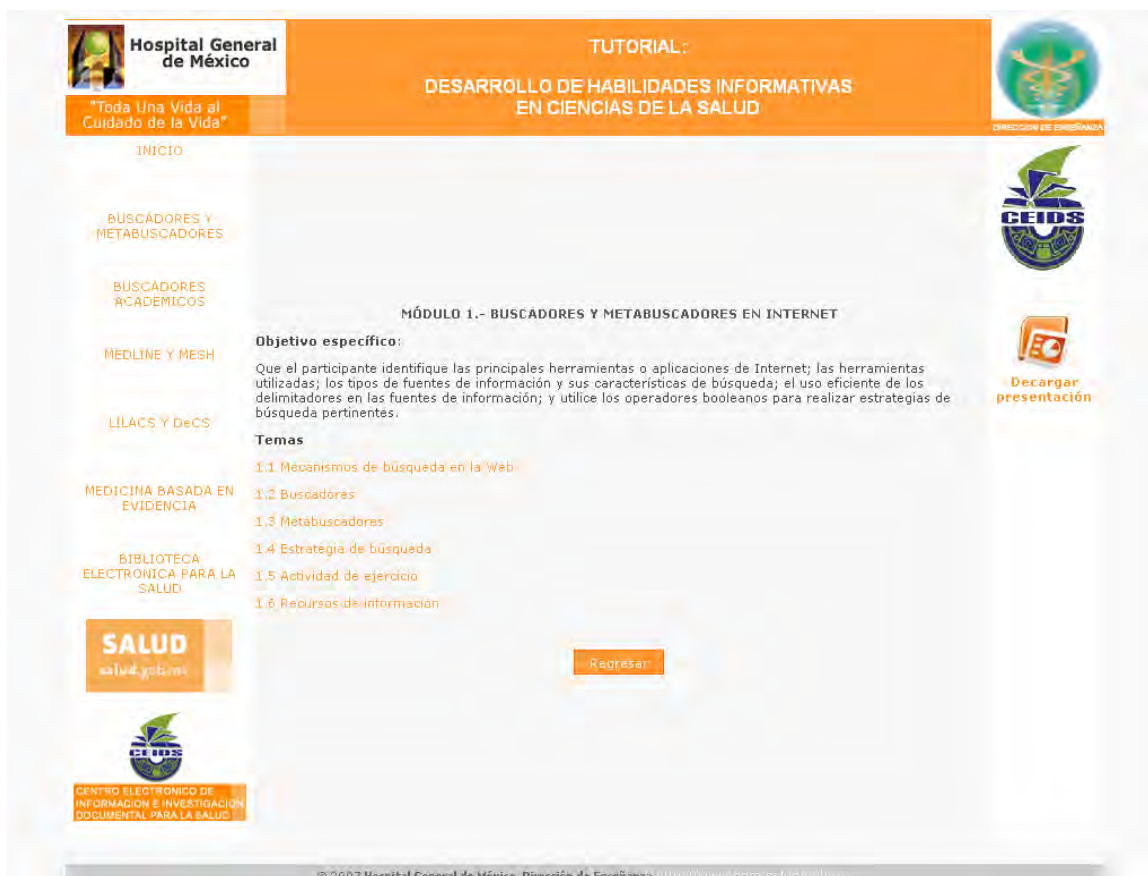 Hospital General
de México
"Toda Una Vida al
Cuidado de la Vida"
TUTORIAL:
DESARROLLO DE HABILIDADES INFORMATIVAS
EN CIENCIAS DE LA SALUD
DIRECCION DE ENSEÑANZA
INICIO
BUSCADORES Y
METABUSCADORES
BUSCADORES
ACADEMICOS
MEDLINE Y MESH
LILACS Y DeCS
MEDICINA BASADA EN
EVIDENCIA
BIBLIOTECA
ELECTRONICA PARA LA
SALUD
SALUD
salud.gob.mx
CEIDS
CENTRO ELECTRONICO DE
INFORMACION E INVESTIGACION
DOCUMENTAL PARA LA SALUD
MÓDULO 1.- BUSCADORES Y METABUSCADORES EN INTERNET
Objetivo específico:
Que el participante identifique las principales herramientas o aplicaciones de Internet; las herramientas
utilizadas; los tipos de fuentes de información y sus características de búsqueda; el uso eficiente de los
delimitadores en las fuentes de información; y utilice los operadores booleanos para realizar estrategias de
búsqueda pertinentes.
Temas
1.1 Mecanismos de búsqueda en la Web
1.2 Buscadores
1.3 Metabuscadores
1.4 Estrategia de búsqueda
1.5 Actividad de ejercicio
1.6 Recursos de información
Regresar
CEIDS
Decargar
presentación
© 2007 Hospital General de México, Dirección de Enseñanza